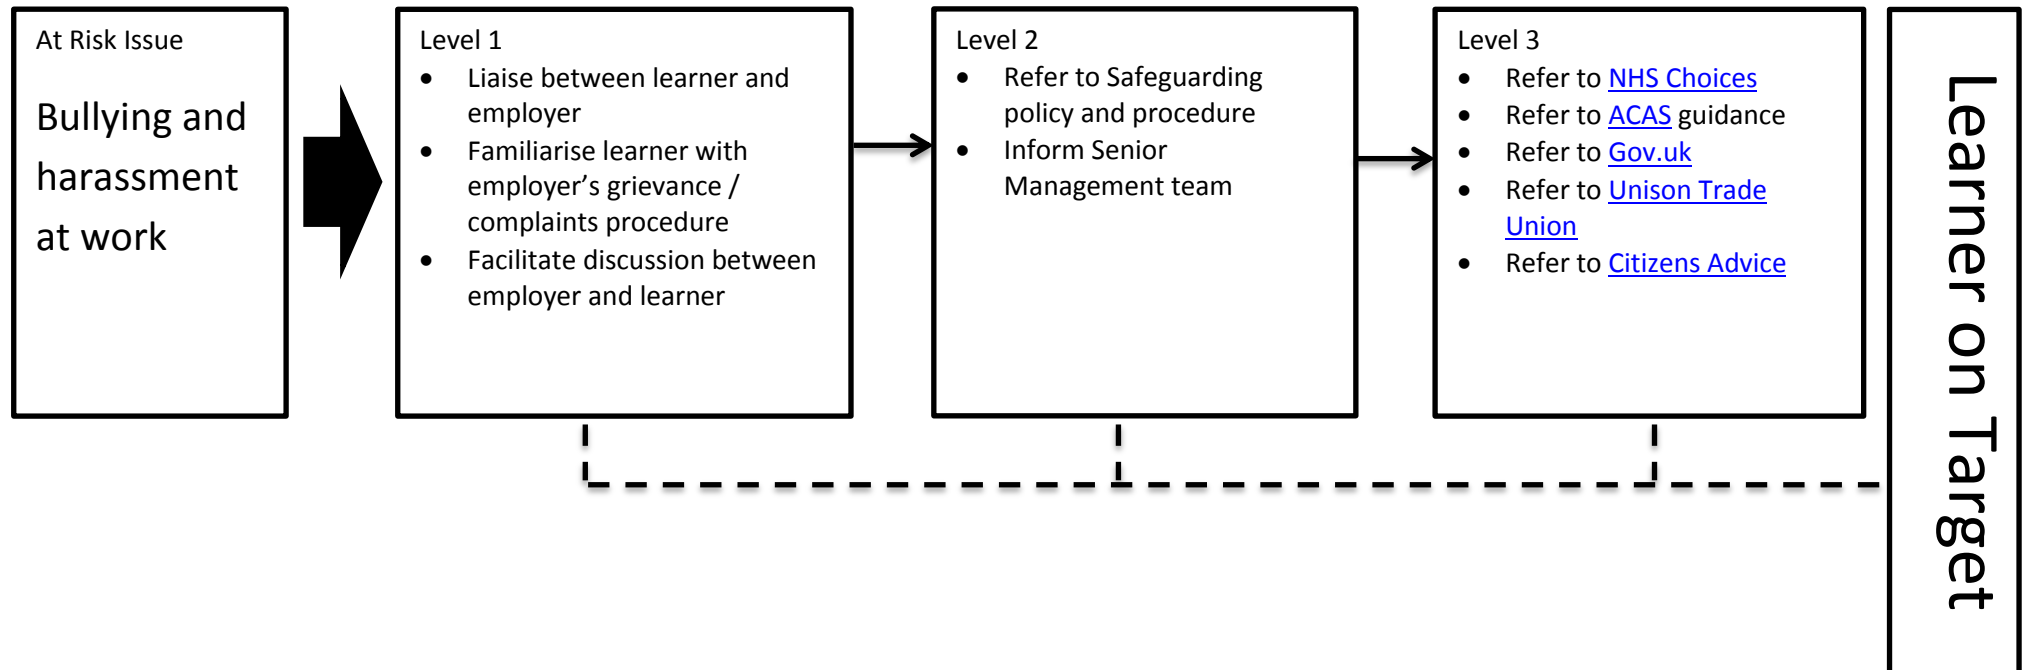 At Risk Issue
Bullying and
harassment
at work
Level 1
• Liaise between learner and
employer
• Familiarise learner with
employer’s grievance /
complaints procedure
• Facilitate discussion between
employer and learner
Level 2
• Refer to Safeguarding
policy and procedure
• Inform Senior
Management team
Level 3
• Refer to NHS Choices
• Refer to ACAS guidance
• Refer to Gov.uk
• Refer to Unison Trade
Union
• Refer to Citizens Advice
Learner on Target